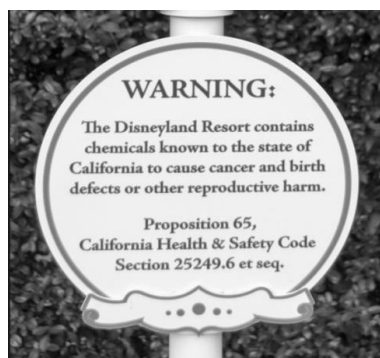 WARNING:
The Disneyland Resort contains
chemicals known to the state of
California to cause cancer and birth
defects or other reproductive harm.
Proposition 65,
California Health & Safety Code
Section 25249.6 et seq.